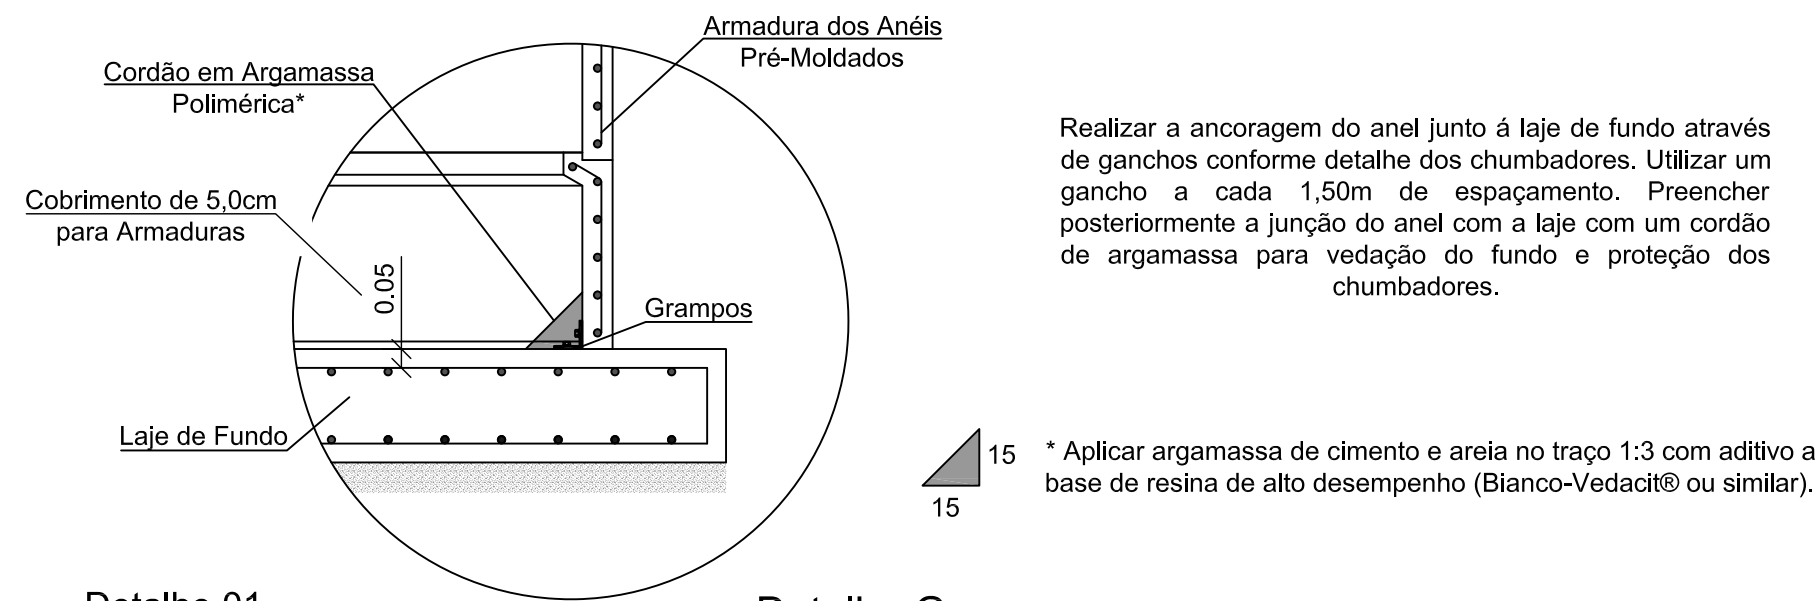 Armadura dos Anéis
Pré-Moldados
Cordão em Argamassa
Polimérica*
Cobrimento de 5,0cm
para Armaduras
0.05
Grampos
Laje de Fundo
Realizar a ancoragem do anel junto á laje de fundo através
de ganchos conforme detalhe dos chumbadores. Utilizar um
gancho a cada 1,50m de espaçamento. Preencher
posteriormente a junção do anel com a laje com um cordão
de argamassa para vedação do fundo e proteção dos
chumbadores.
15
15
* Aplicar argamassa de cimento e areia no traço 1:3 com aditivo a
base de resina de alto desempenho (Bianco-Vedacit® ou similar).
Detalhe 01
Detalhe